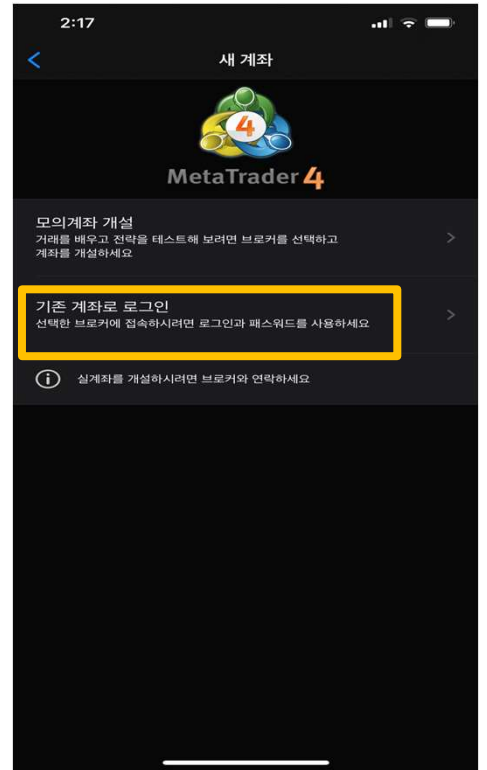 2:17
새 계좌
4
MetaTrader 4
모의계좌 개설
거래를 배우고 전략을 테스트해 보려면 브로커를 선택하고
계좌를 개설하세요
기존 계좌로 로그인
선택한 브로커에 접속하시려면 로그인과 패스워드를 사용하세요
실계좌를 개설하시려면 브로커와 연락하세요